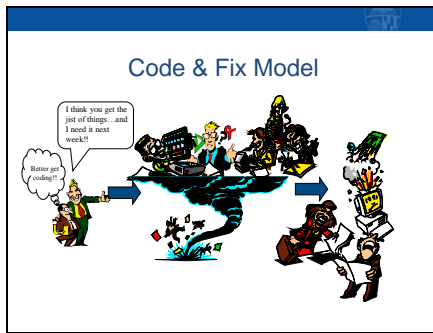 Code & Fix Model
I think you get the
jist of things…and
I need it next
week!!
Better get
coding!!